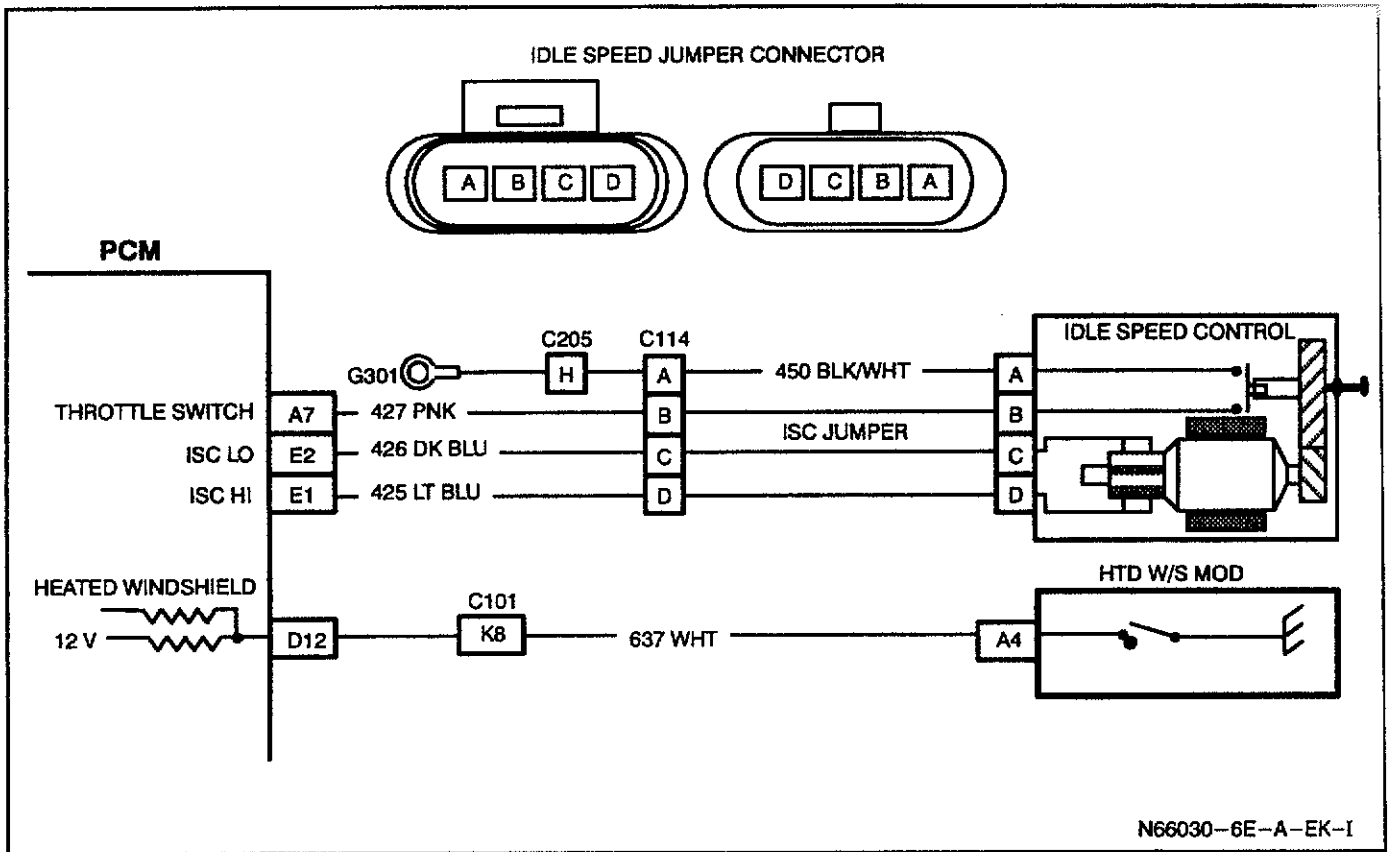 IDLE SPEED JUMPER CONNECTOR
A B C D
D C B A
PCM
IDLE SPEED CONTROL
C205 C114
G301 H A 450 BLK/WHT A
THROTTLE SWITCH A7 427 PNK B B
ISC JUMPER
ISC LO E2 426 DK BLU C C
ISC HI E1 425 LT BLU D D
HEATED WINDSHIELD
HTD W/S MOD
C101
12 V D12 K8 637 WHT A4
N66030-6E-A-EK-I